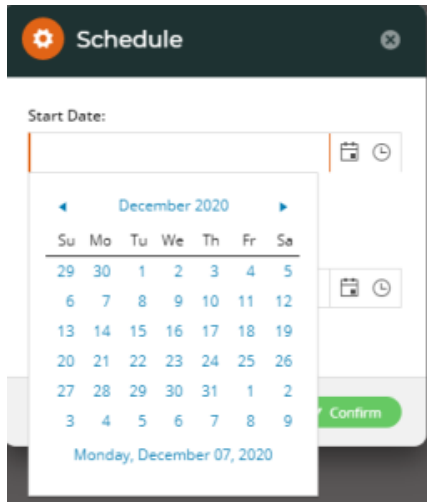 Schedule
Start Date:
December 2020
Su Mo Tu We Th Fr Sa
29 30 1 2 3 4 5
6 7 8 9 10 11 12
13 14 15 16 17 18 19
20 21 22 23 24 25 26
27 28 29 30 31 1 2
3 4 5 6 7 8 9
Confirm
Monday, December 07, 2020